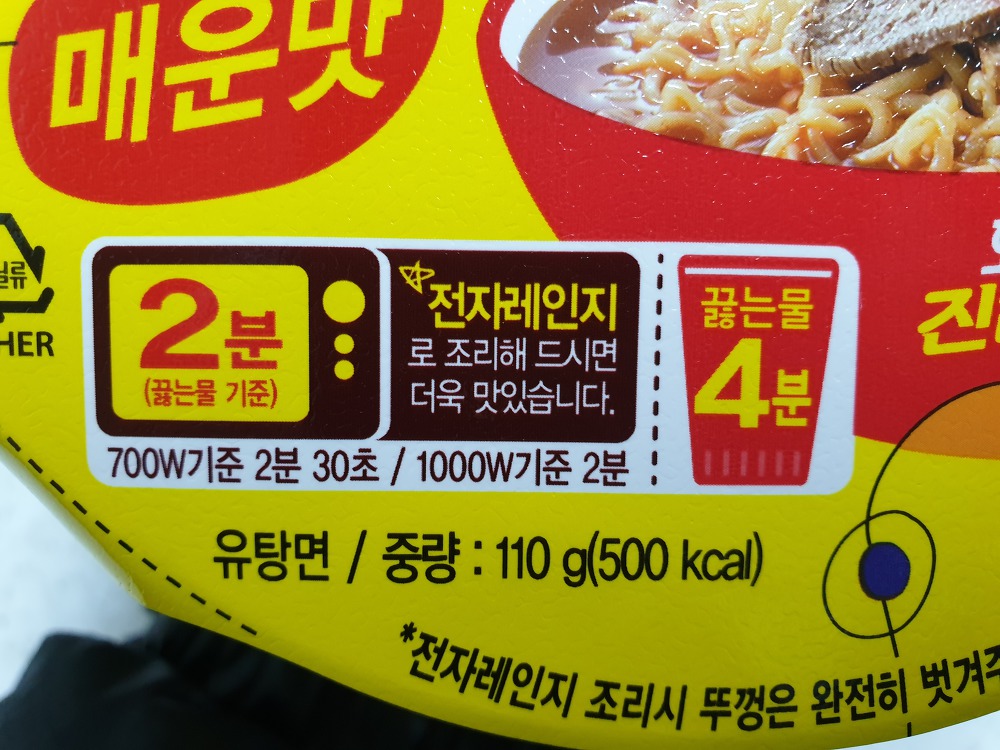 매운맛
HER
2분
(끓는물 기준)
전자레인지
로 조리해 드시면
더욱 맛있습니다.
끓는물
4분
700W기준 2분 30초 / 1000W기준 2분
유탕면 / 중량 : 110 g(500 kcal)
*전자레인지 조리시 뚜껑은 완전히 벗겨주
진